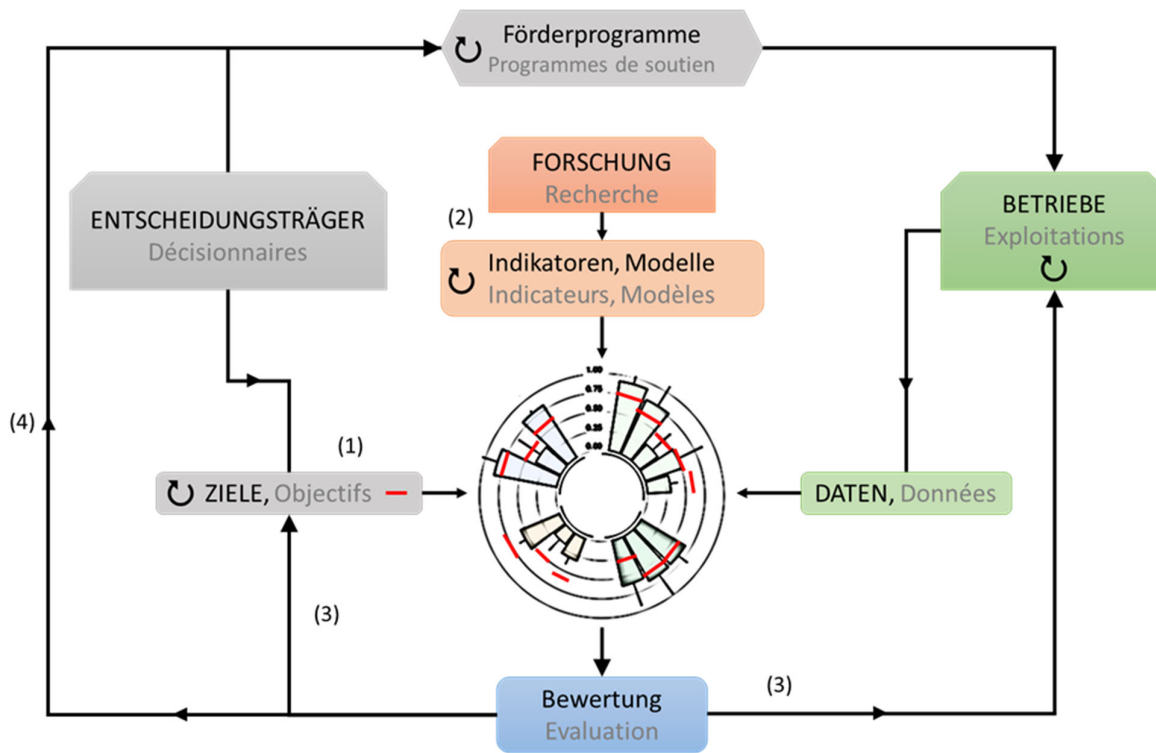 Förderprogramme
Programmes de soutien
FORSCHUNG
Recherche
ENTSCHEIDUNGSTRÄGER
Décisionnaires
BETRIEBE
Exploitations
(2)
Indikatoren, Modelle
Indicateurs, Modèles
1.00
0.75
0.50
0.25
0.00
(4)
(1)
ZIELE, Objectifs
DATEN, Données
(3)
Bewertung
Evaluation
(3)